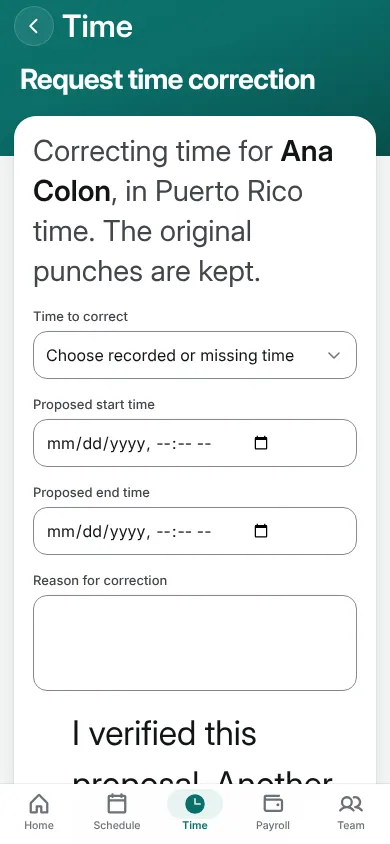 Time
Request time correction
Correcting time for Ana
Colon, in Puerto Rico
time. The original
punches are kept.
Time to correct
Choose recorded or missing time
Proposed start time
mm/dd/yyyy, --:-- --
Proposed end time
mm/dd/yyyy, --:-- --
Reason for correction
I verified this
proposal. Another
Home
Schedule
Time
Payroll
Team